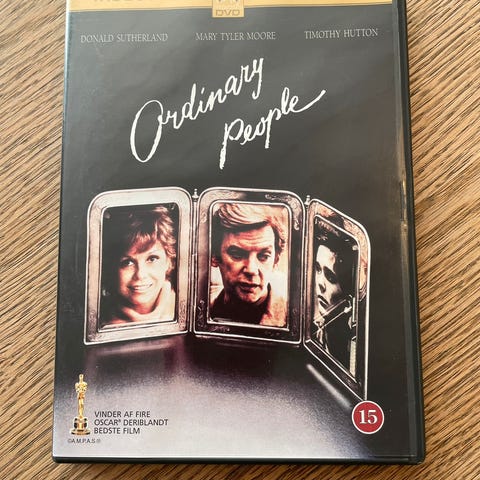 DVD
DONALD SUTHERLAND MARY TYLER MOORE TIMOTHY HUTTON
Ordinary
People
VINDER AF FIRE
OSCAR® DERIBLANDT
BEDSTE FILM
©A.M.P.A.S.®
15